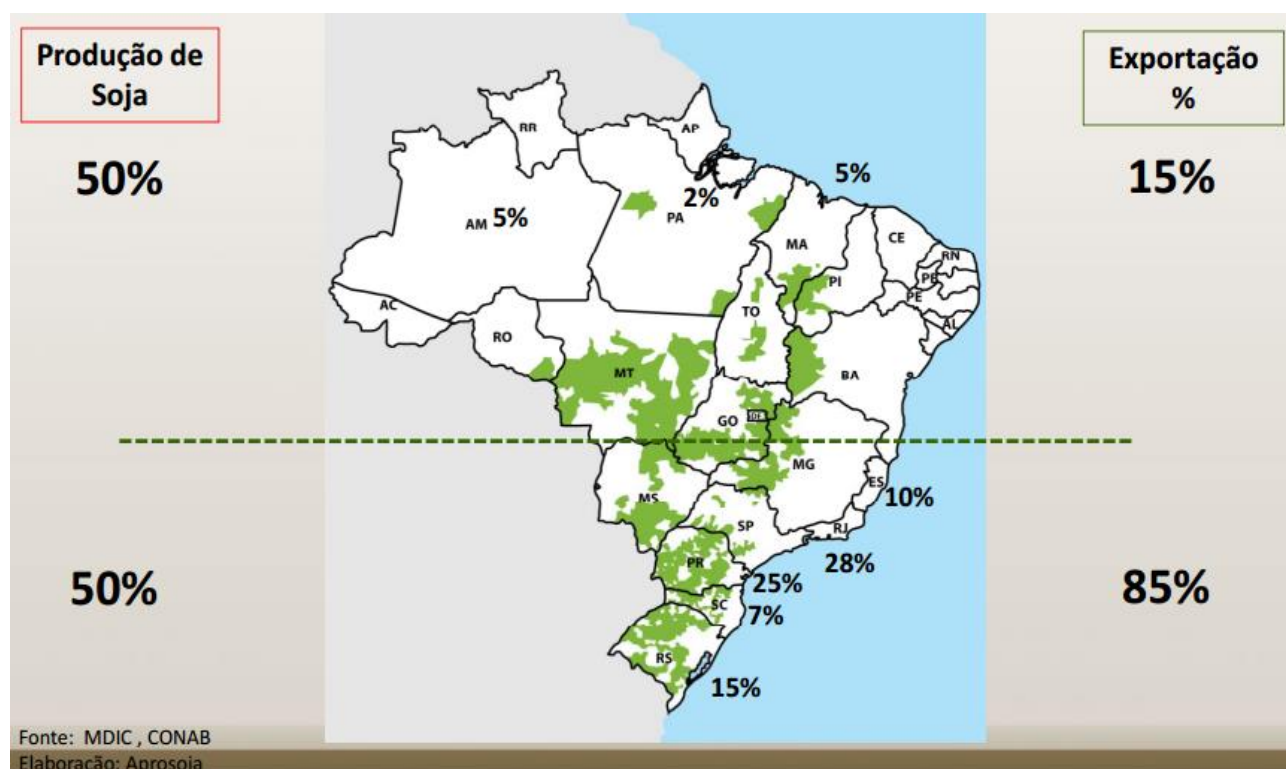 Produção de
Soja
Exportação
%
50%
15%
RR
AP
5%
2%
AM 5%
PA
MA
CE
RN
PB
PI
PE
AC
TO
AL
RO
MT
BA
GO
DF
MG
ES
10%
MS
SP
RJ
28%
PR
25%
50%
85%
SC
7%
RS
15%
Fonte: MDIC , CONAB
Elaboração: Aprosoja